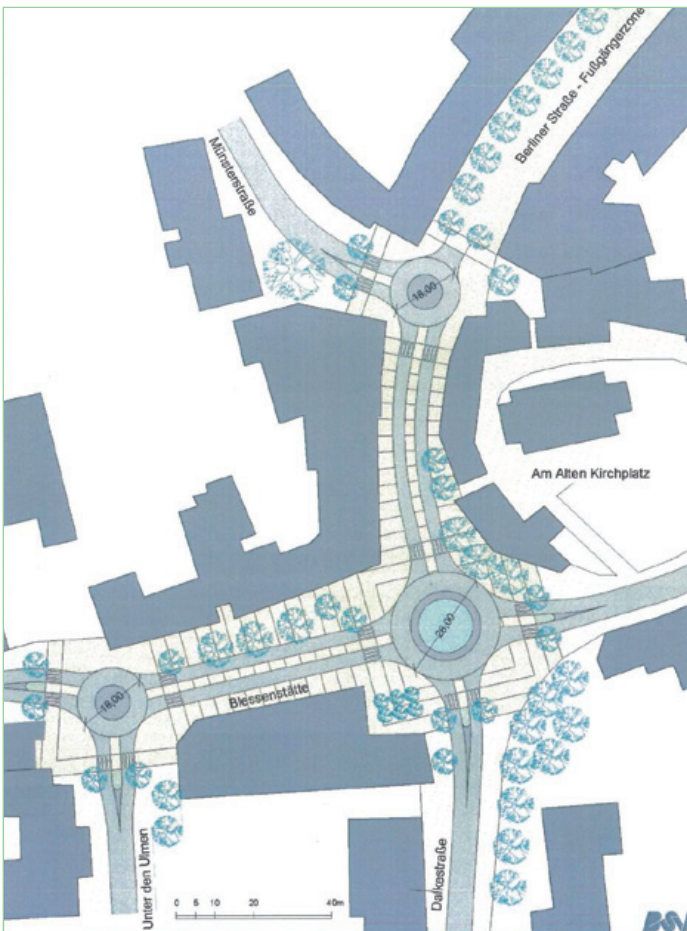 Berliner Straße - Fußgängerzone
Münsterstraße
18,00
Am Alten Kirchplatz
26,00
18,00
Blessenstätte
Unter den Ulmen
Dalkestraße
0 5 10 20 40m
BSV